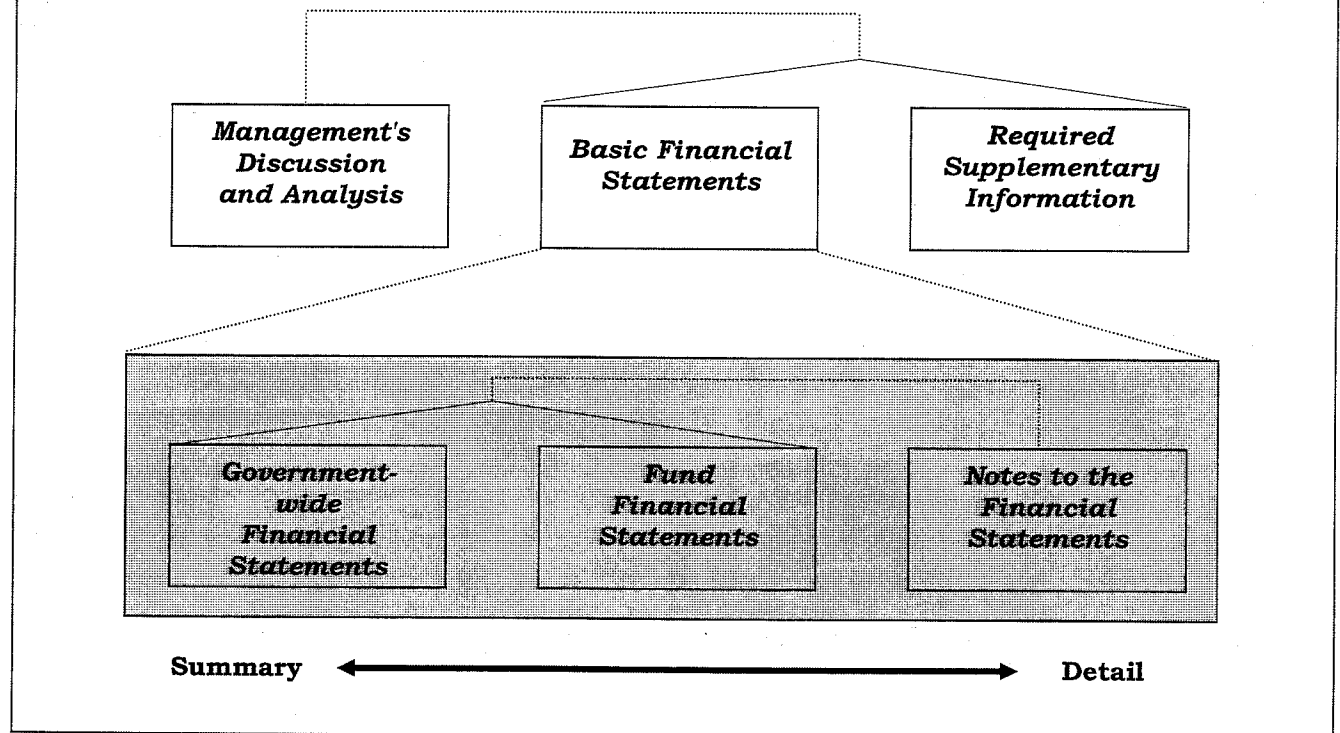 Management's
Discussion
and Analysis
Basic Financial
Statements
Required
Supplementary
Information
Government-
wide
Financial
Statements
Fund
Financial
Statements
Notes to the
Financial
Statements
Summary
Detail